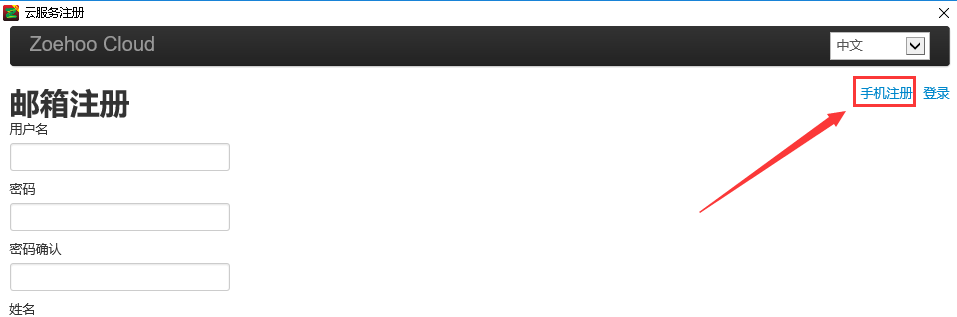 云服务注册
Zoehoo Cloud
中文
手机注册 登录
邮箱注册
用户名
密码
密码确认
姓名